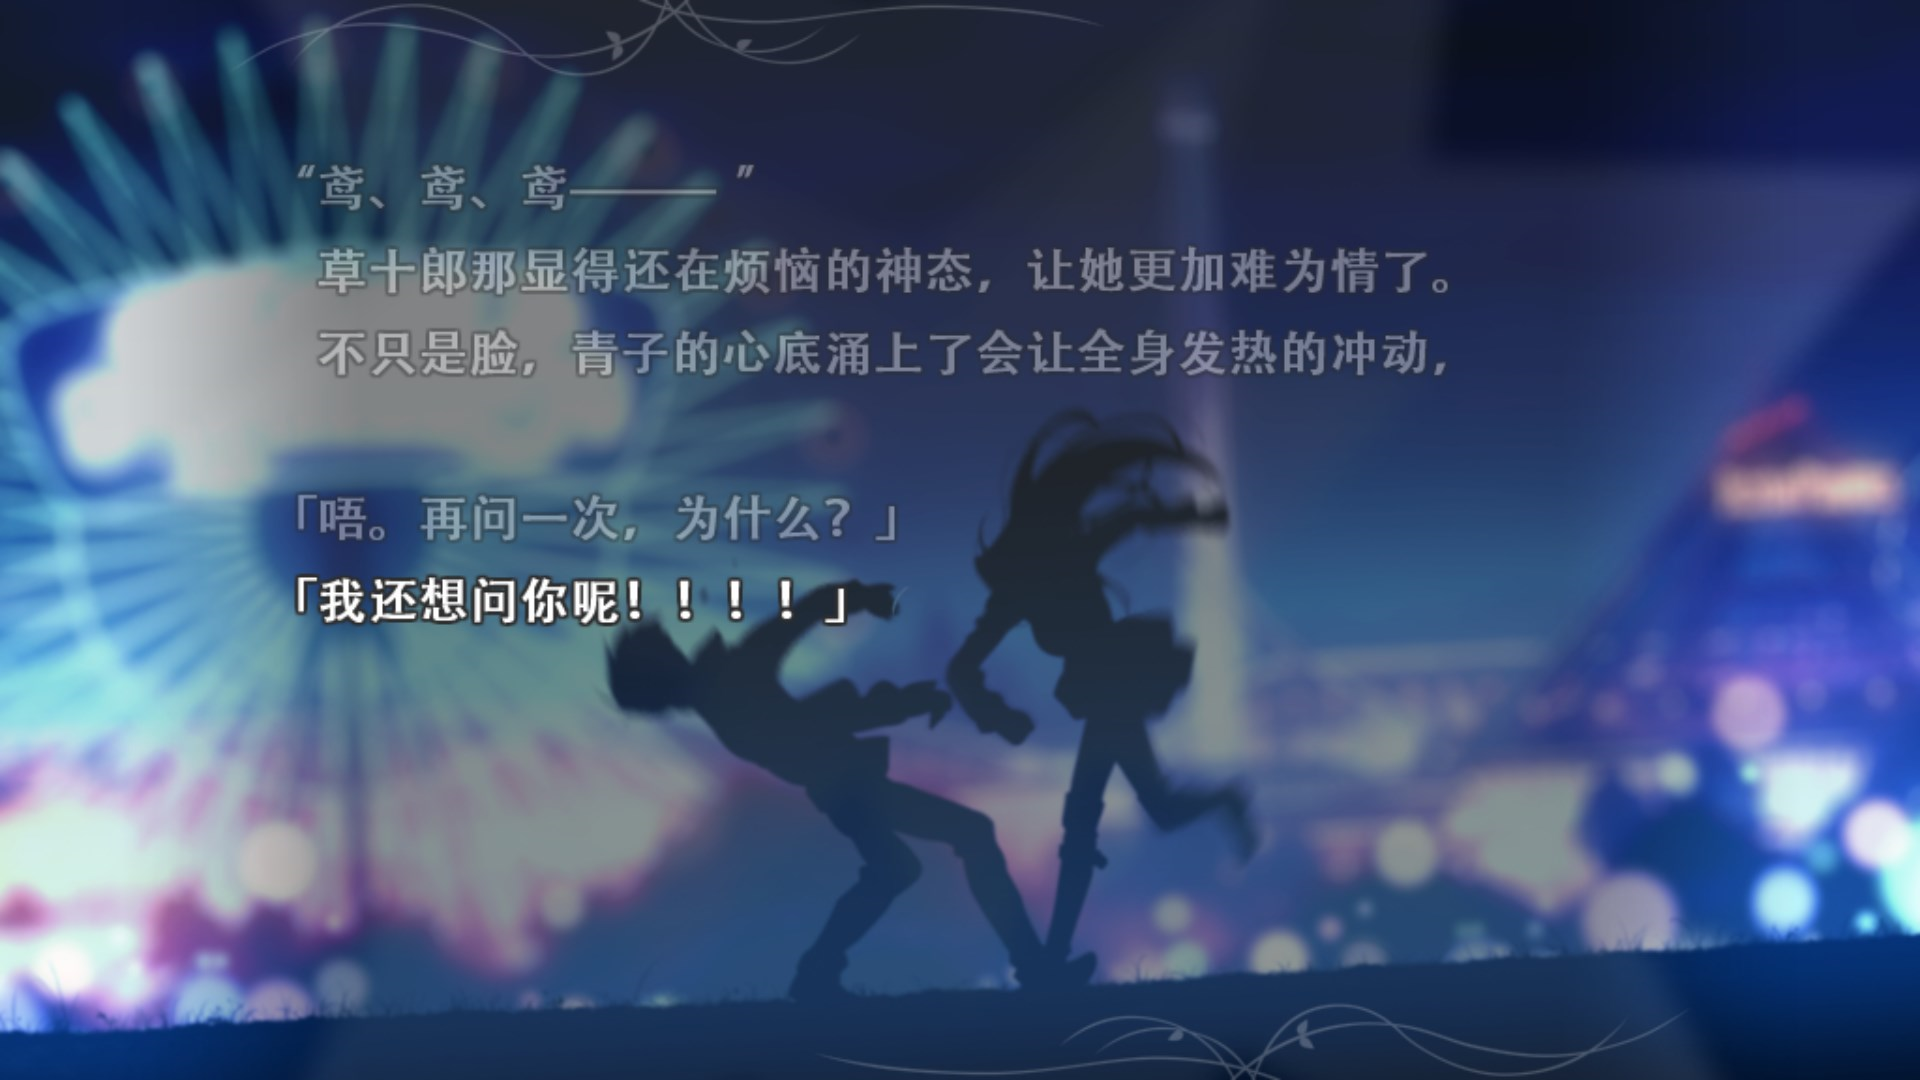 “鸢、鸢、鸢———”
草十郎那显得还在烦恼的神态，让她更加难为情了。
不只是脸，青子的心底涌上了会让全身发热的冲动，
「唔。再问一次，为什么？」
「我还想问你呢！！！！」